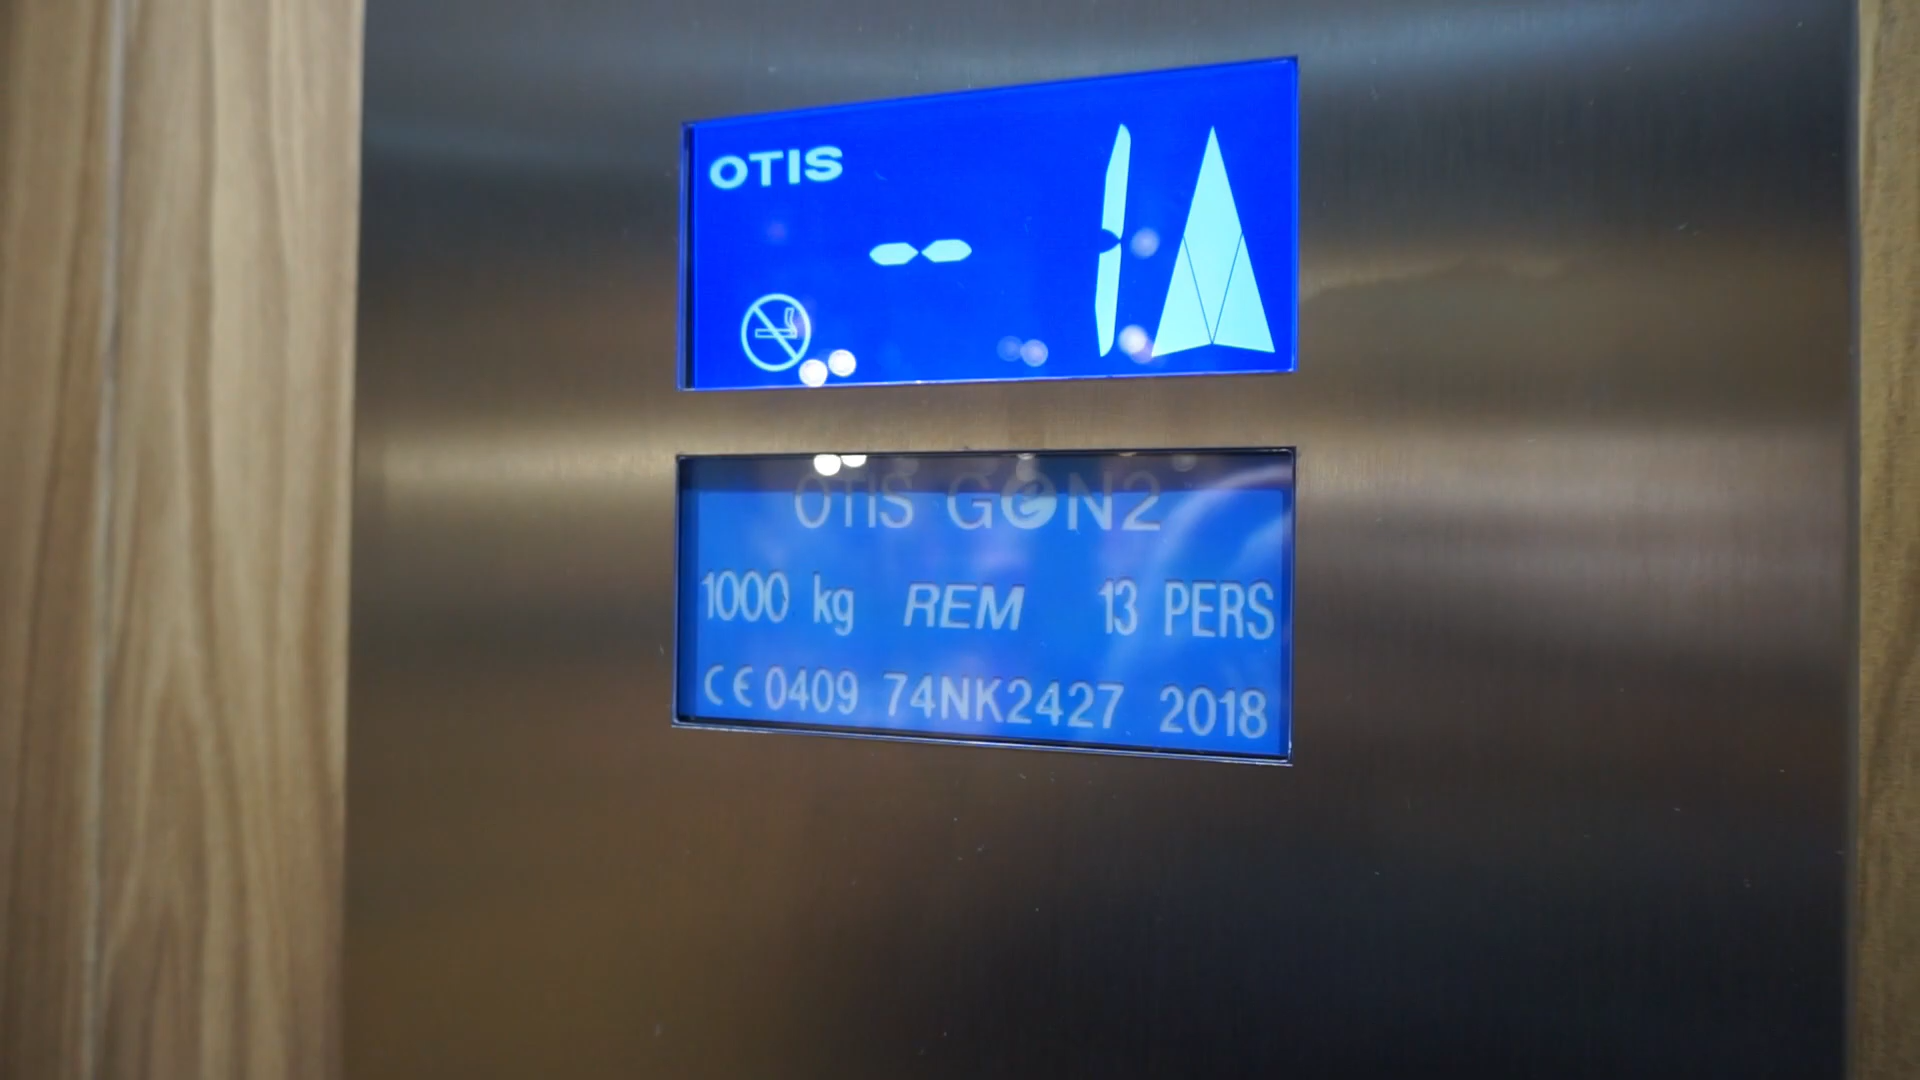 OTIS
-1
OTIS GEN2
1000 kg REM 13 PERS
CE 0409 74NK2427 2018